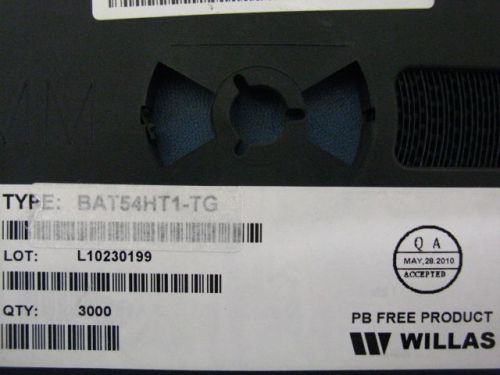 TYPE: BAT54HT1-TG
LOT: L10230199
QTY: 3000
Q A
MAY,28.2010
ACCEPTED
PB FREE PRODUCT
WILLAS